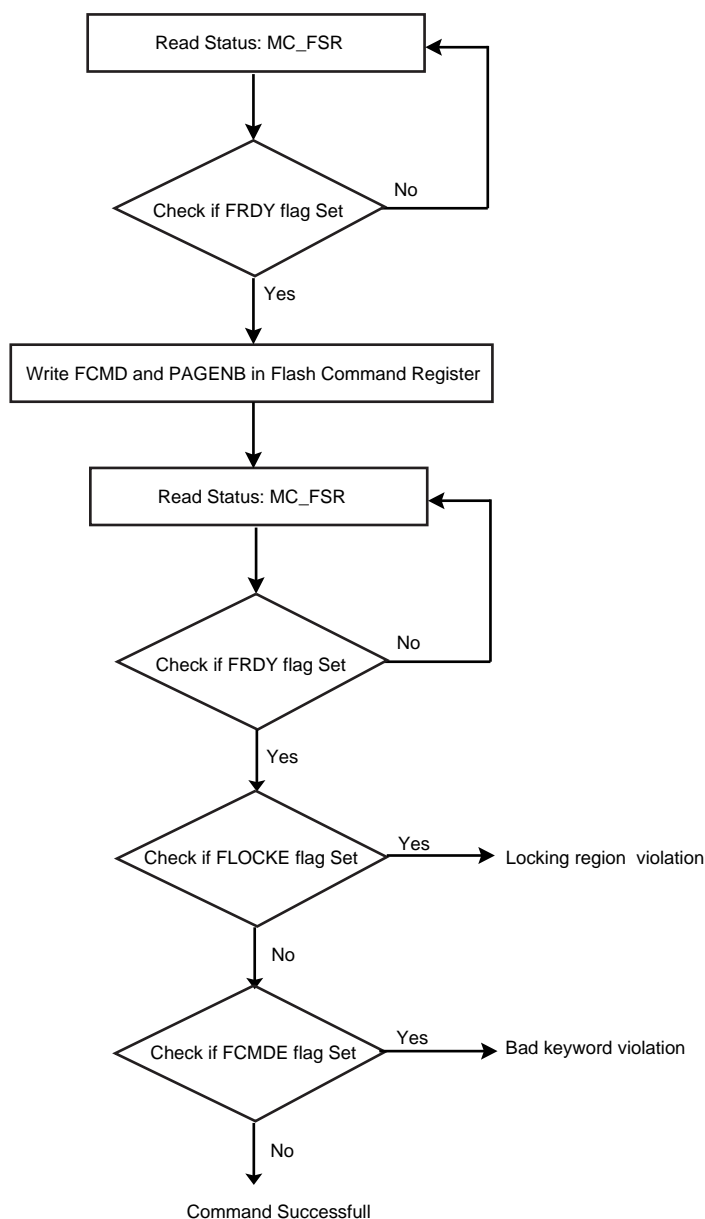 Read Status: MC_FSR
No
Check if FRDY flag Set
Yes
Write FCMD and PAGENB in Flash Command Register
Read Status: MC_FSR
No
Check if FRDY flag Set
Yes
Check if FLOCKE flag Set
Yes
Locking region violation
No
Check if FCMDE flag Set
Yes
Bad keyword violation
No
Command Successfull